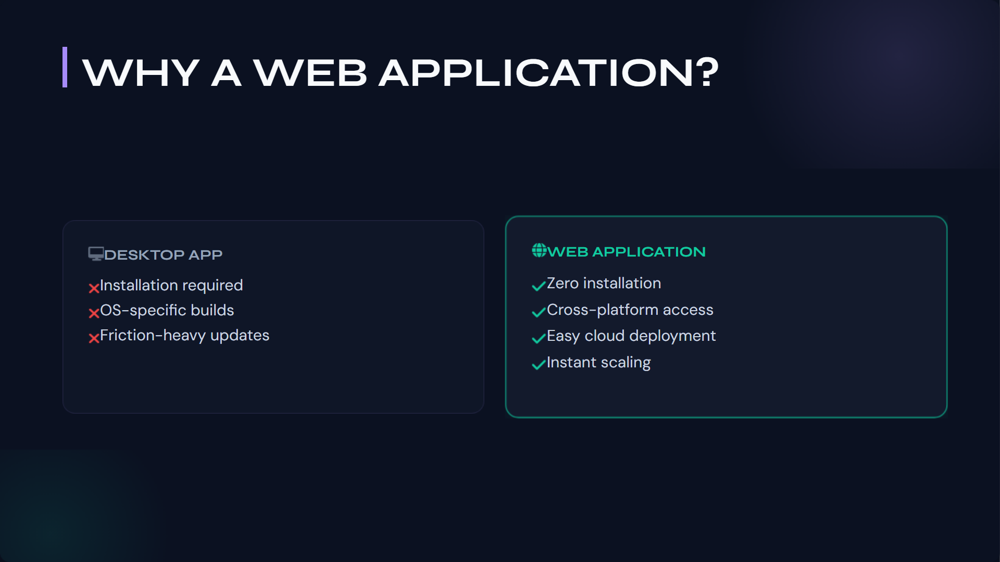 WHY A WEB APPLICATION?
DESKTOP APP
Installation required
OS-specific builds
Friction-heavy updates
WEB APPLICATION
Zero installation
Cross-platform access
Easy cloud deployment
Instant scaling